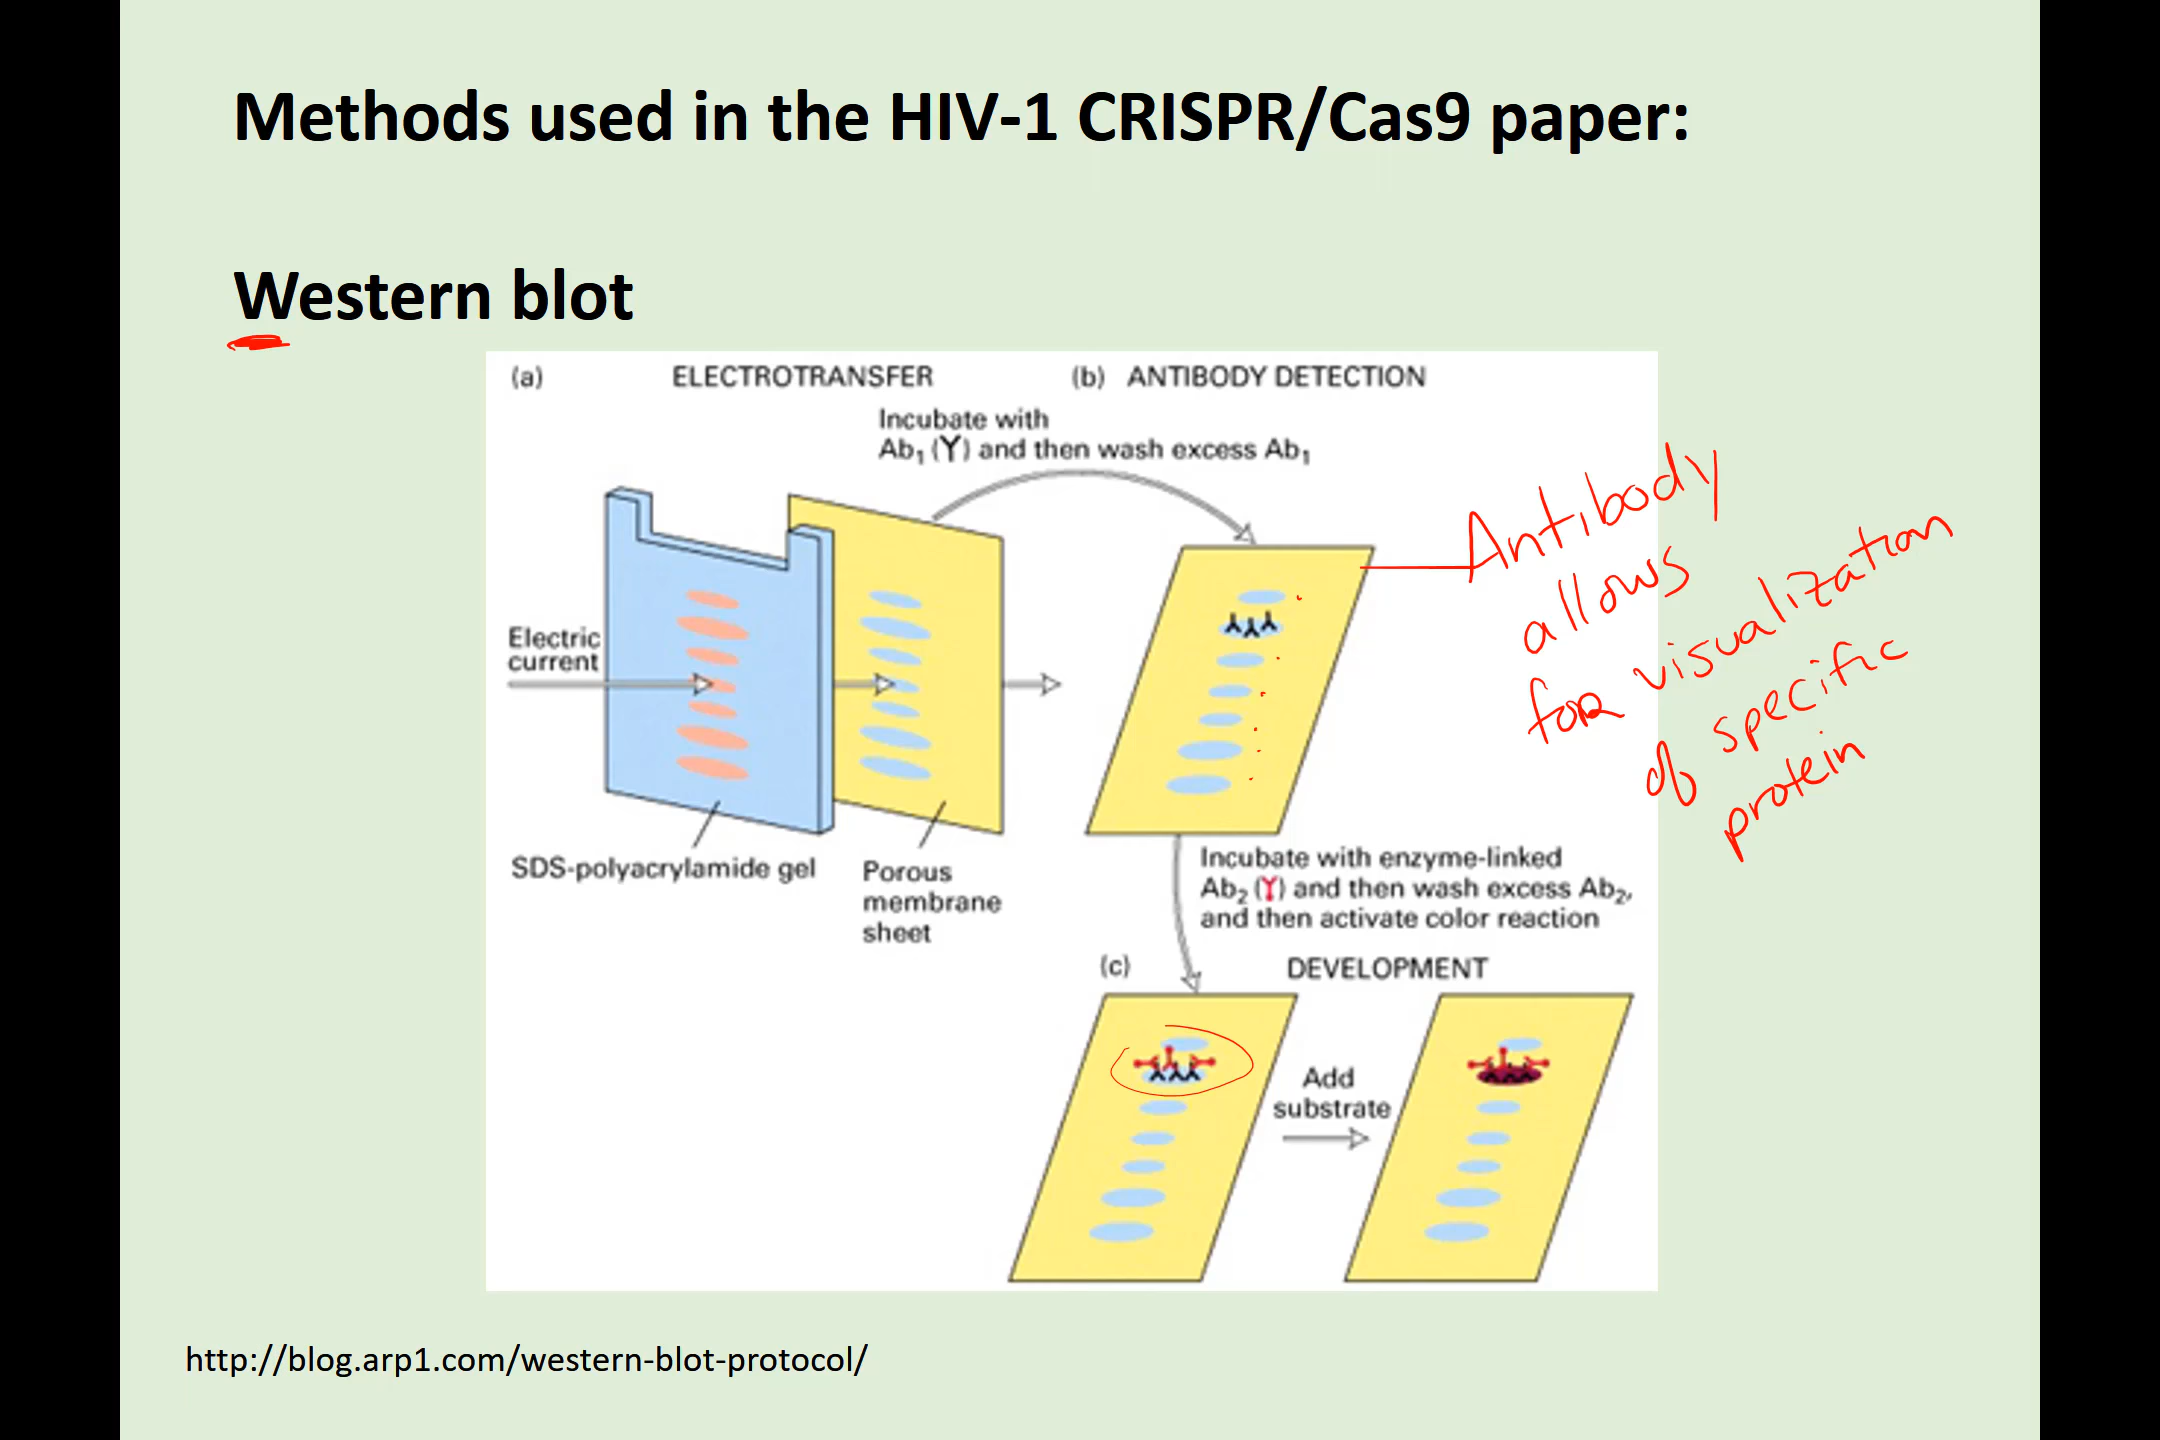 Methods used in the HIV-1 CRISPR/Cas9 paper:
Western blot
(a) ELECTROTRANSFER
(b) ANTIBODY DETECTION
Incubate with
Ab₁ (Y) and then wash excess Ab₁
Electric
current
SDS-polyacrylamide gel
Porous
membrane
sheet
Antibody
allows
for visualization
of specific
protein
Incubate with enzyme-linked
Ab₂ (Y) and then wash excess Ab₂,
and then activate color reaction
(c) DEVELOPMENT
Add
substrate
http://blog.arp1.com/western-blot-protocol/